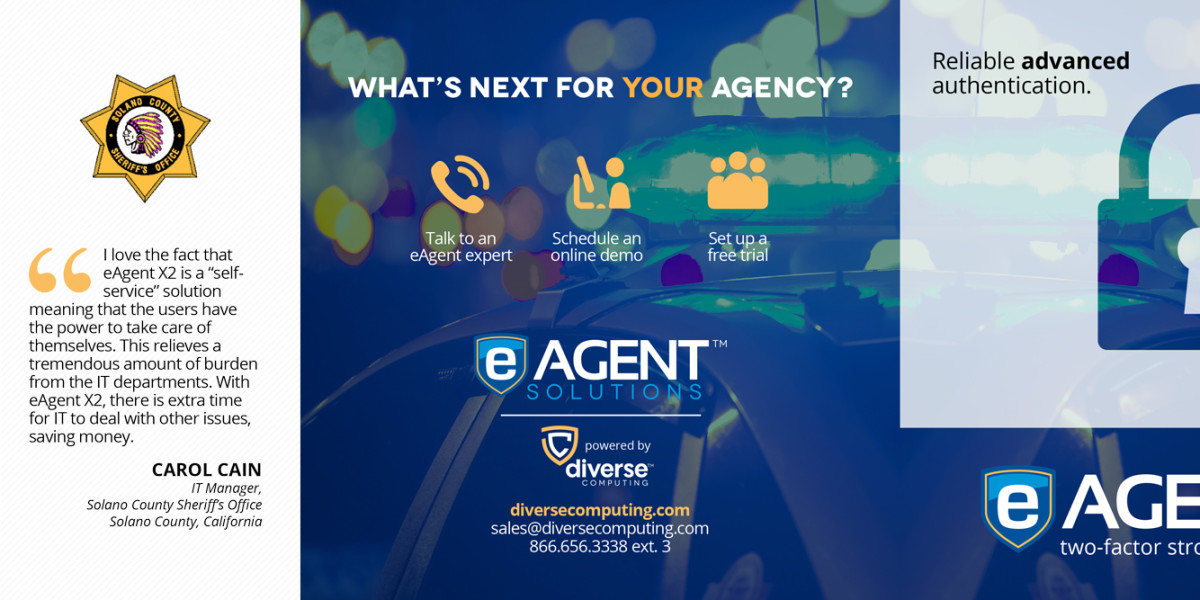 SOLANO COUNTY
SHERIFF'S OFFICE
I love the fact that
eAgent X2 is a “self-
service” solution
meaning that the users have
the power to take care of
themselves. This relieves a
tremendous amount of burden
from the IT departments. With
eAgent X2, there is extra time
for IT to deal with other issues,
saving money.
CAROL CAIN
IT Manager,
Solano County Sheriff's Office
Solano County, California
WHAT'S NEXT FOR YOUR AGENCY?
Talk to an
eAgent expert
Schedule an
online demo
Set up a
free trial
e AGENT™
SOLUTIONS
powered by
diverse™
COMPUTING
diversecomputing.com
sales@diversecomputing.com
866.656.3338 ext. 3
Reliable advanced
authentication.
e AGE
two-factor stro